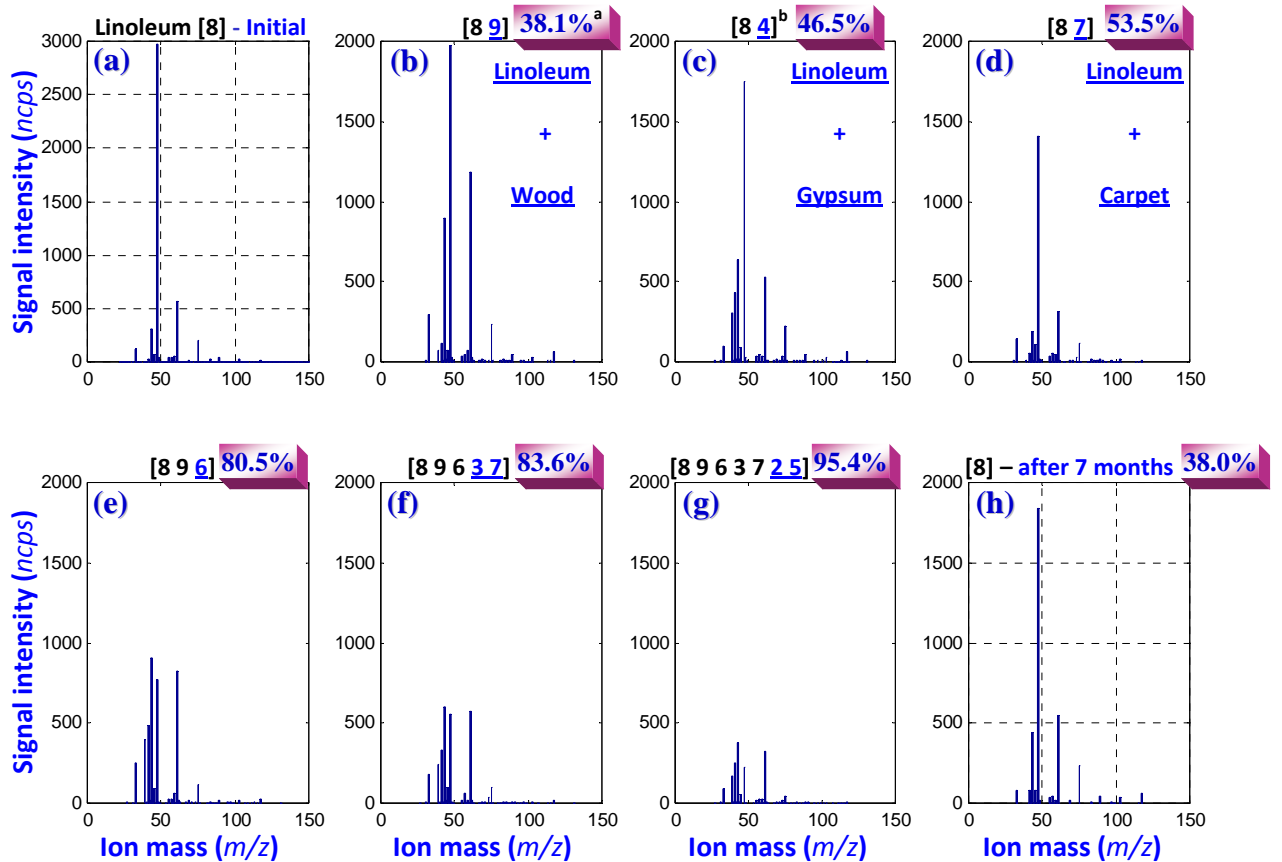 Linoleum [8] - Initial
[8 9] 38.1%a
[8 4]b 46.5%
[8 7] 53.5%
(a)
(b)
(c)
(d)
Linoleum
+
Wood
Linoleum
+
Gypsum
Linoleum
+
Carpet
Signal intensity (ncps)
3000
2500
2000
1500
1000
500
0
0 50 100 150
2000
1500
1000
500
0
0 50 100 150
2000
1500
1000
500
0
0 50 100 150
2000
1500
1000
500
0
0 50 100 150
[8 9 6] 80.5%
[8 9 6 3 7] 83.6%
[8 9 6 3 7 2 5] 95.4%
[8] – after 7 months 38.0%
(e)
(f)
(g)
(h)
Signal intensity (ncps)
2000
1500
1000
500
0
0 50 100 150
2000
1500
1000
500
0
0 50 100 150
2000
1500
1000
500
0
0 50 100 150
2000
1500
1000
500
0
0 50 100 150
Ion mass (m/z)
Ion mass (m/z)
Ion mass (m/z)
Ion mass (m/z)